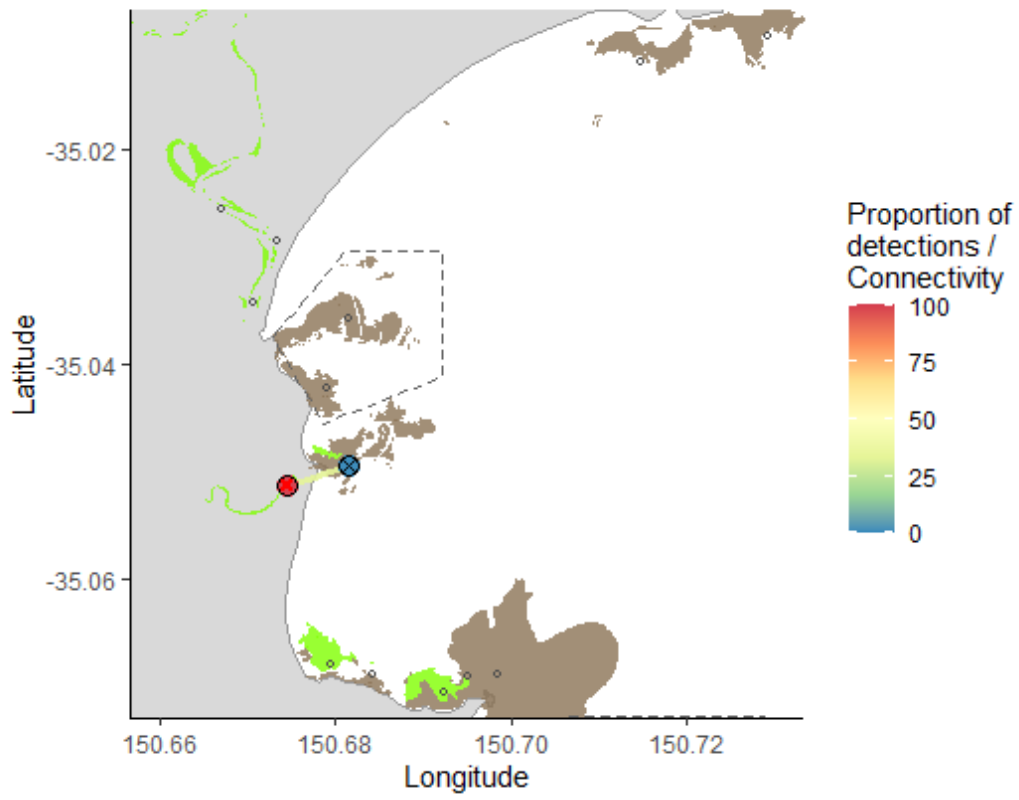 -35.02
-35.04
-35.06
Latitude
150.66
150.68
150.70
150.72
Longitude
Proportion of
detections /
Connectivity
100
75
50
25
0